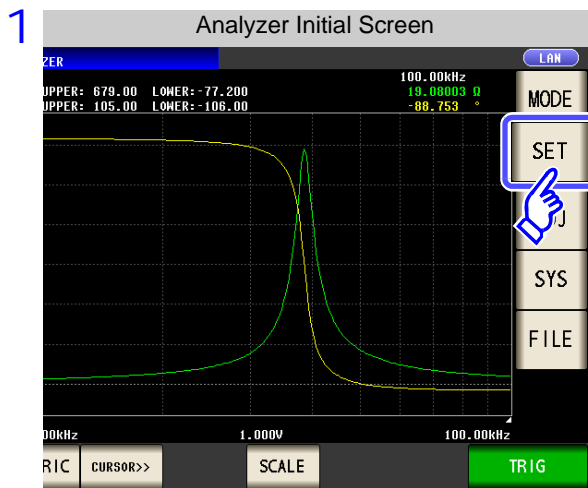 1
Analyzer Initial Screen
ZER
LAN
100.00kHz
UPPER: 679.00 LOWER:-77.200 19.08003 Ω
UPPER: 105.00 LOWER:-106.00 -88.753 °
MODE
SET
SYS
FILE
00kHz 1.000V 100.00kHz
RIC CURSOR>> SCALE TRIG